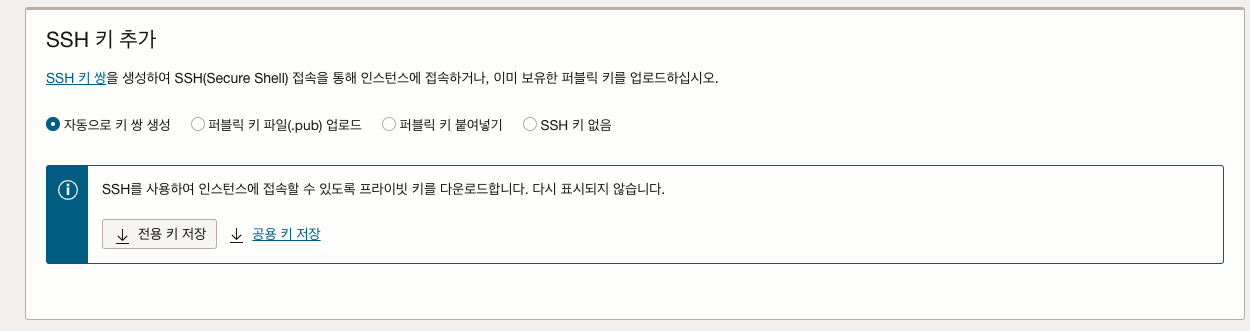 SSH 키 추가
SSH 키 쌍을 생성하여 SSH(Secure Shell) 접속을 통해 인스턴스에 접속하거나, 이미 보유한 퍼블릭 키를 업로드하십시오.
자동으로 키 쌍 생성 퍼블릭 키 파일(.pub) 업로드 퍼블릭 키 붙여넣기 SSH 키 없음
SSH를 사용하여 인스턴스에 접속할 수 있도록 프라이빗 키를 다운로드합니다. 다시 표시되지 않습니다.
전용 키 저장 공용 키 저장